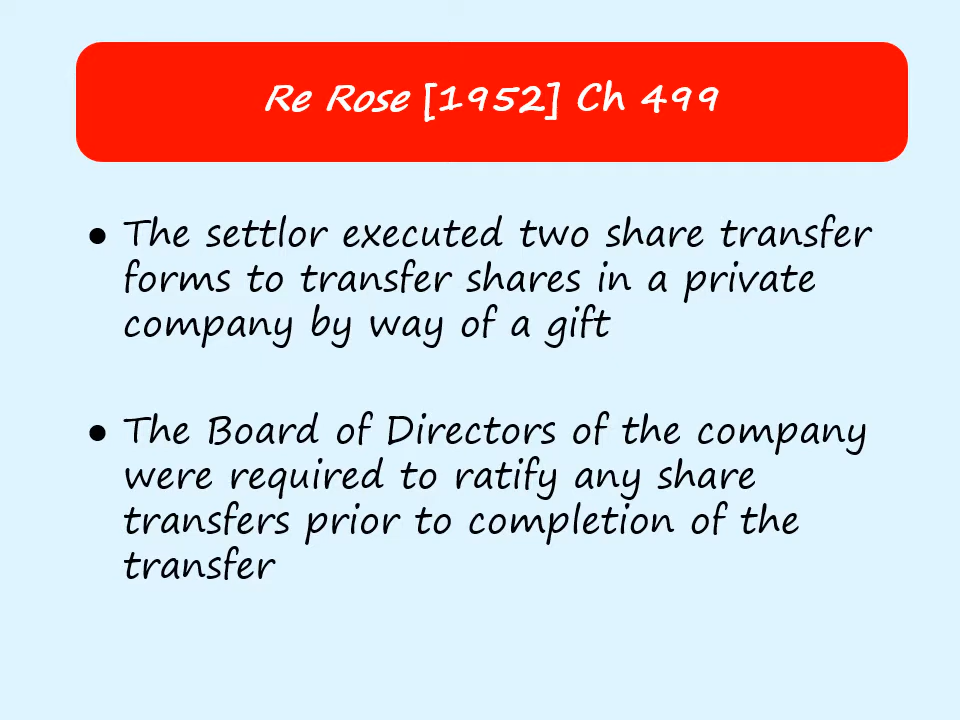 Re Rose [1952] Ch 499
• The settlor executed two share transfer
forms to transfer shares in a private
company by way of a gift
• The Board of Directors of the company
were required to ratify any share
transfers prior to completion of the
transfer